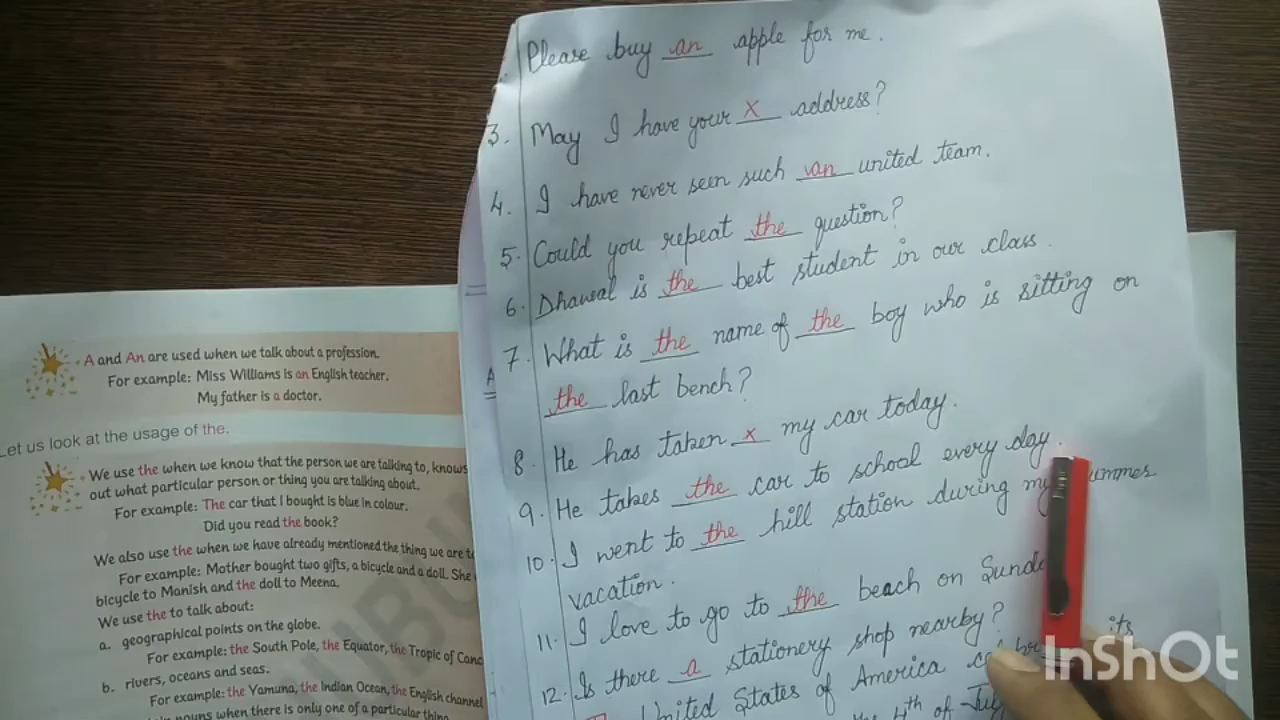 Please buy an apple for me.
3. May I have your x address?
4. I have never seen such an united team.
5. Could you repeat the question?
6. Dhawal is the best student in our class.
7. What is the name of the boy who is sitting on
the last bench?
8. He has taken x my car today.
9. He takes the car to school every day.
10. I went to the hill station during my summer
vacation.
11. I love to go to the beach on
12. Is there a stationery shop nearby?
United States of America its
4th of
A and An are used when we talk about a profession.
For example: Miss Williams is an English teacher.
My father is a doctor.
Let us look at the usage of the.
We use the when we know that the person we are talking to, knows
out what particular person or thing you are talking about.
For example: The car that I bought is blue in colour.
Did you read the book?
We also use the when we have already mentioned the thing we are
For example: Mother bought two gifts, a bicycle and a doll. She
bicycle to Manish and the doll to Meena.
We use the to talk about:
a. geographical points on the globe.
For example: the South Pole, the Equator, the Tropic of
b. rivers, oceans and seas.
For example: the Yamuna, the Indian Ocean, the English channel
nouns when there is only one of a particular thing
InShOt